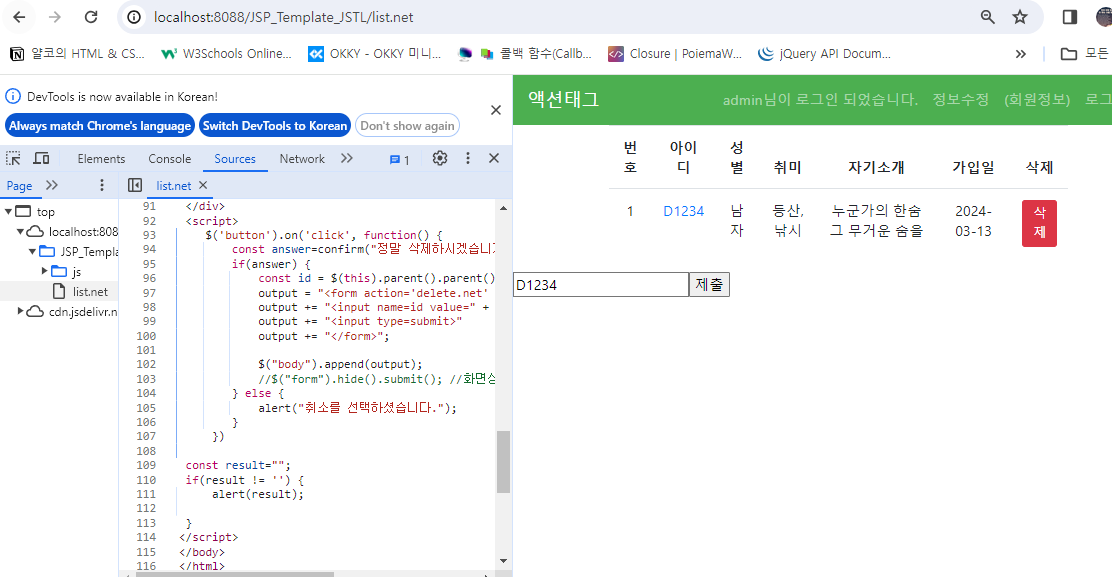 localhost:8088/JSP_Template_JSTL/list.net
얄코의 HTML & CS...
W3Schools Online...
OKKY - OKKY 미니...
콜백 함수(Callb...
Closure | PoiemaW...
jQuery API Docum...
모든
DevTools is now available in Korean!
Always match Chrome's language
Switch DevTools to Korean
Don't show again
Elements Console Sources Network 1
Page
top
localhost:808
JSP_Templa
js
list.net
cdn.jsdelivr.n
list.net
91 </div>
92 <script>
93 $('button').on('click', function() {
94 const answer=confirm("정말 삭제하시겠습니
95 if(answer) {
96 const id = $(this).parent().parent()
97 output = "<form action='delete.net'
98 output += "<input name=id value=" +
99 output += "<input type=submit>"
100 output += "</form>";
101
102 $("body").append(output);
103 //$("form").hide().submit(); //화면상
104 } else {
105 alert("취소를 선택하셨습니다.");
106 }
107 })
108
109 const result="";
110 if(result != '') {
111 alert(result);
112
113 }
114 </script>
115 </body>
116 </html>
액션태그
admin님이 로그인 되었습니다. 정보수정 (회원정보) 로그
번호 아이디 성별 취미 자기소개 가입일 삭제
1 D1234 남자 등산, 낚시 누군가의 한숨 그 무거운 숨을 2024-03-13 삭제
D1234 제출